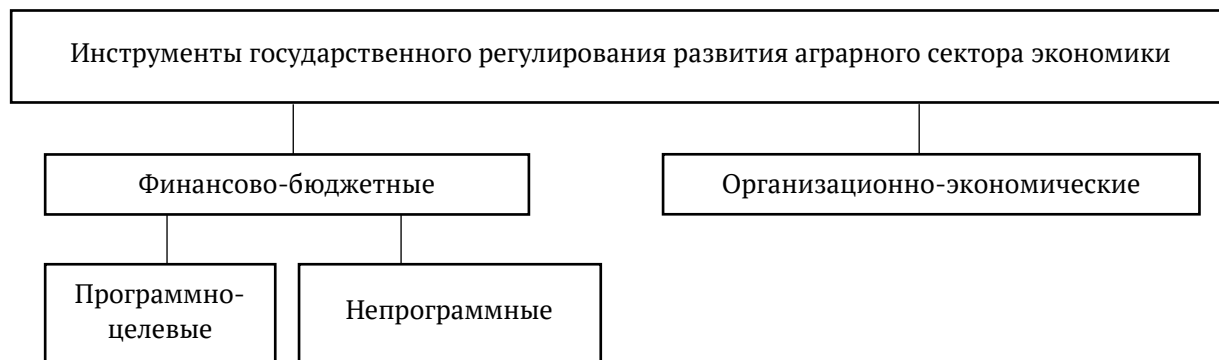 Инструменты государственного регулирования развития аграрного сектора экономики
Финансово-бюджетные
Организационно-экономические
Программно-
целевые
Непрограммные